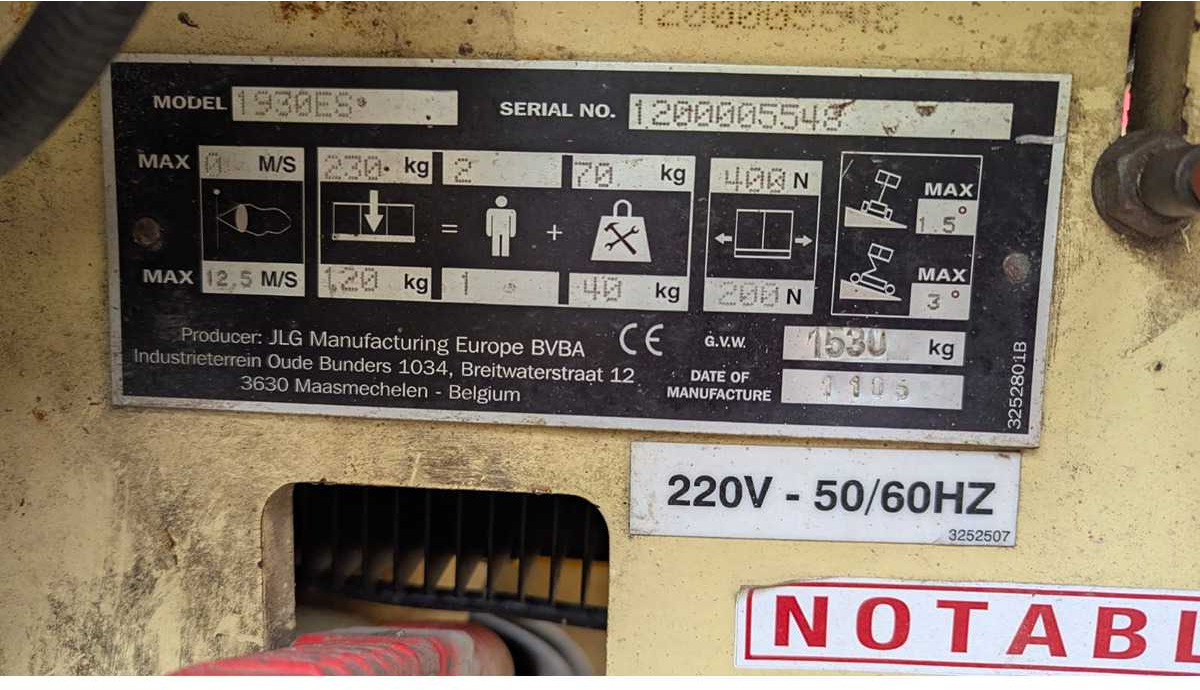 MODEL 1930ES SERIAL NO. 1200005548
MAX 0 M/S 230 kg 2 70 kg 400 N
= +
MAX 1.5°
MAX 12,5 M/S 120 kg 1 40 kg 200 N
MAX 3°
Producer: JLG Manufacturing Europe BVBA
Industrieterrein Oude Bunders 1034, Breitwaterstraat 12
3630 Maasmechelen - Belgium
CE
G.V.W. 1530 kg
DATE OF
MANUFACTURE 1105
3252801B
220V - 50/60HZ
3252507
NOTABL